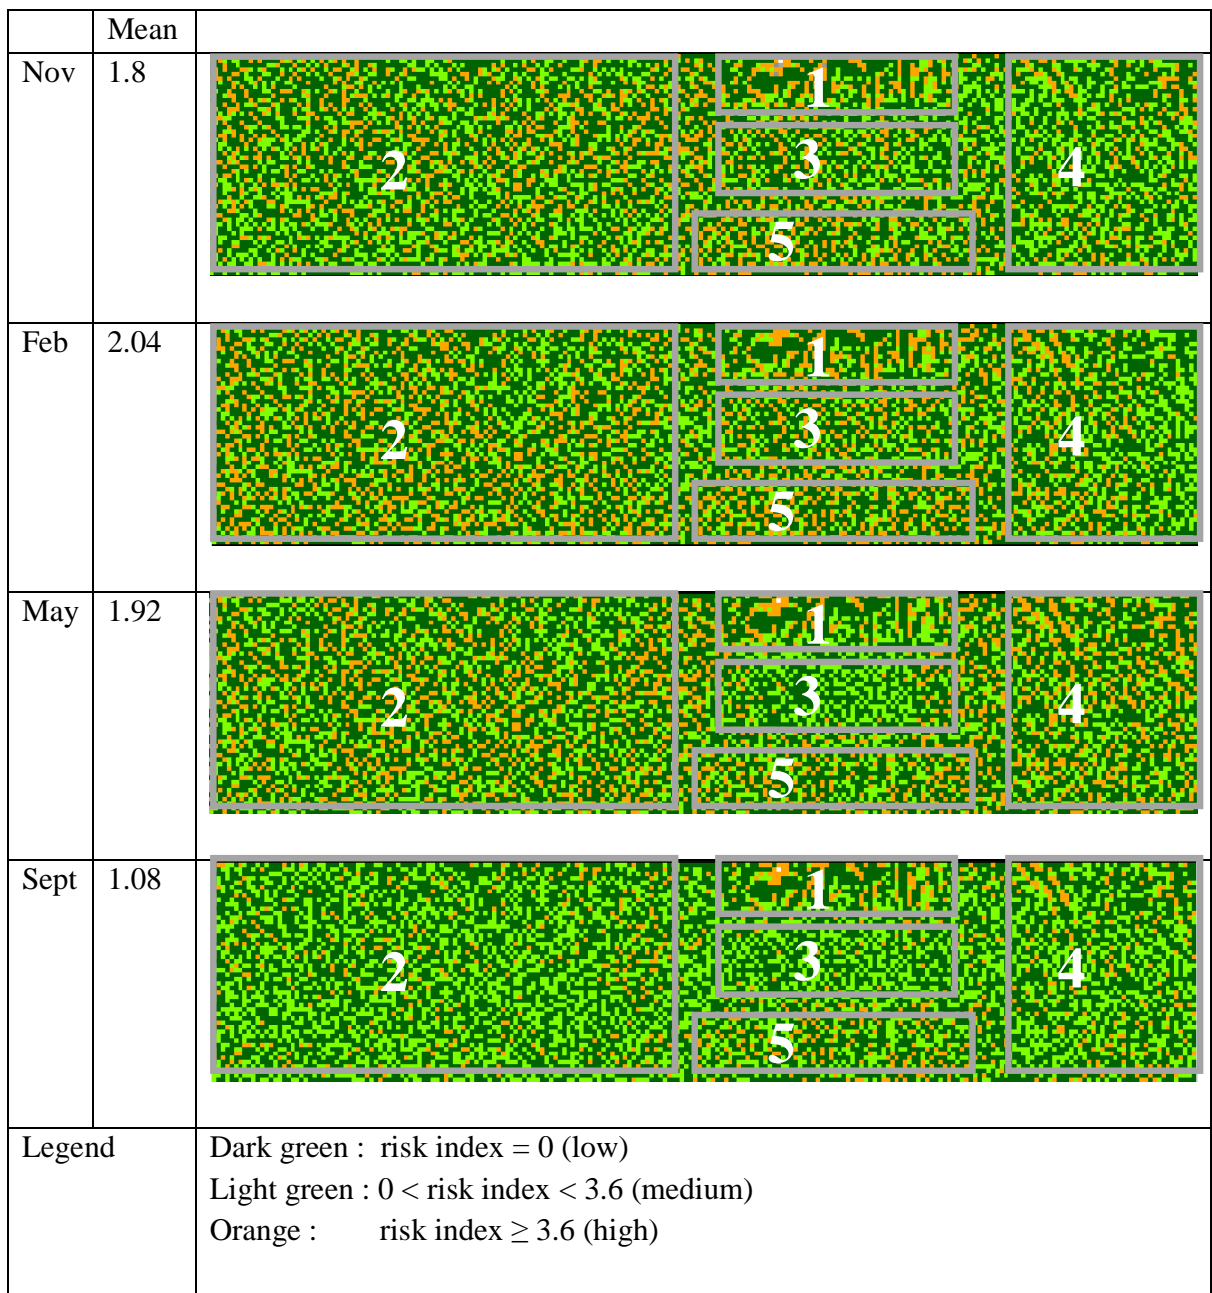 Mean
Nov 1.8
1
2 3 4
5
Feb 2.04
1
2 3 4
5
May 1.92
1
2 3 4
5
Sept 1.08
1
2 3 4
5
Legend Dark green : risk index = 0 (low)
Light green : 0 < risk index < 3.6 (medium)
Orange : risk index ≥ 3.6 (high)